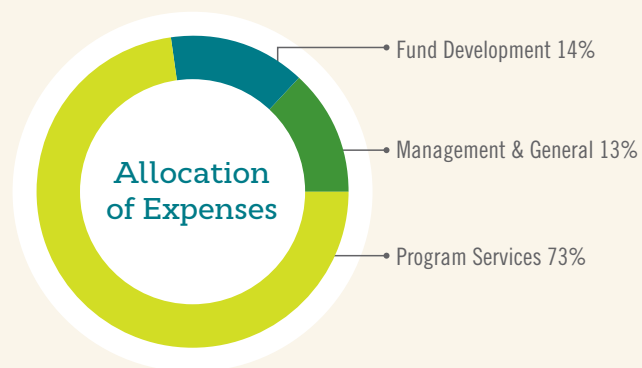 Fund Development 14%
Management & General 13%
Allocation
of Expenses
Program Services 73%